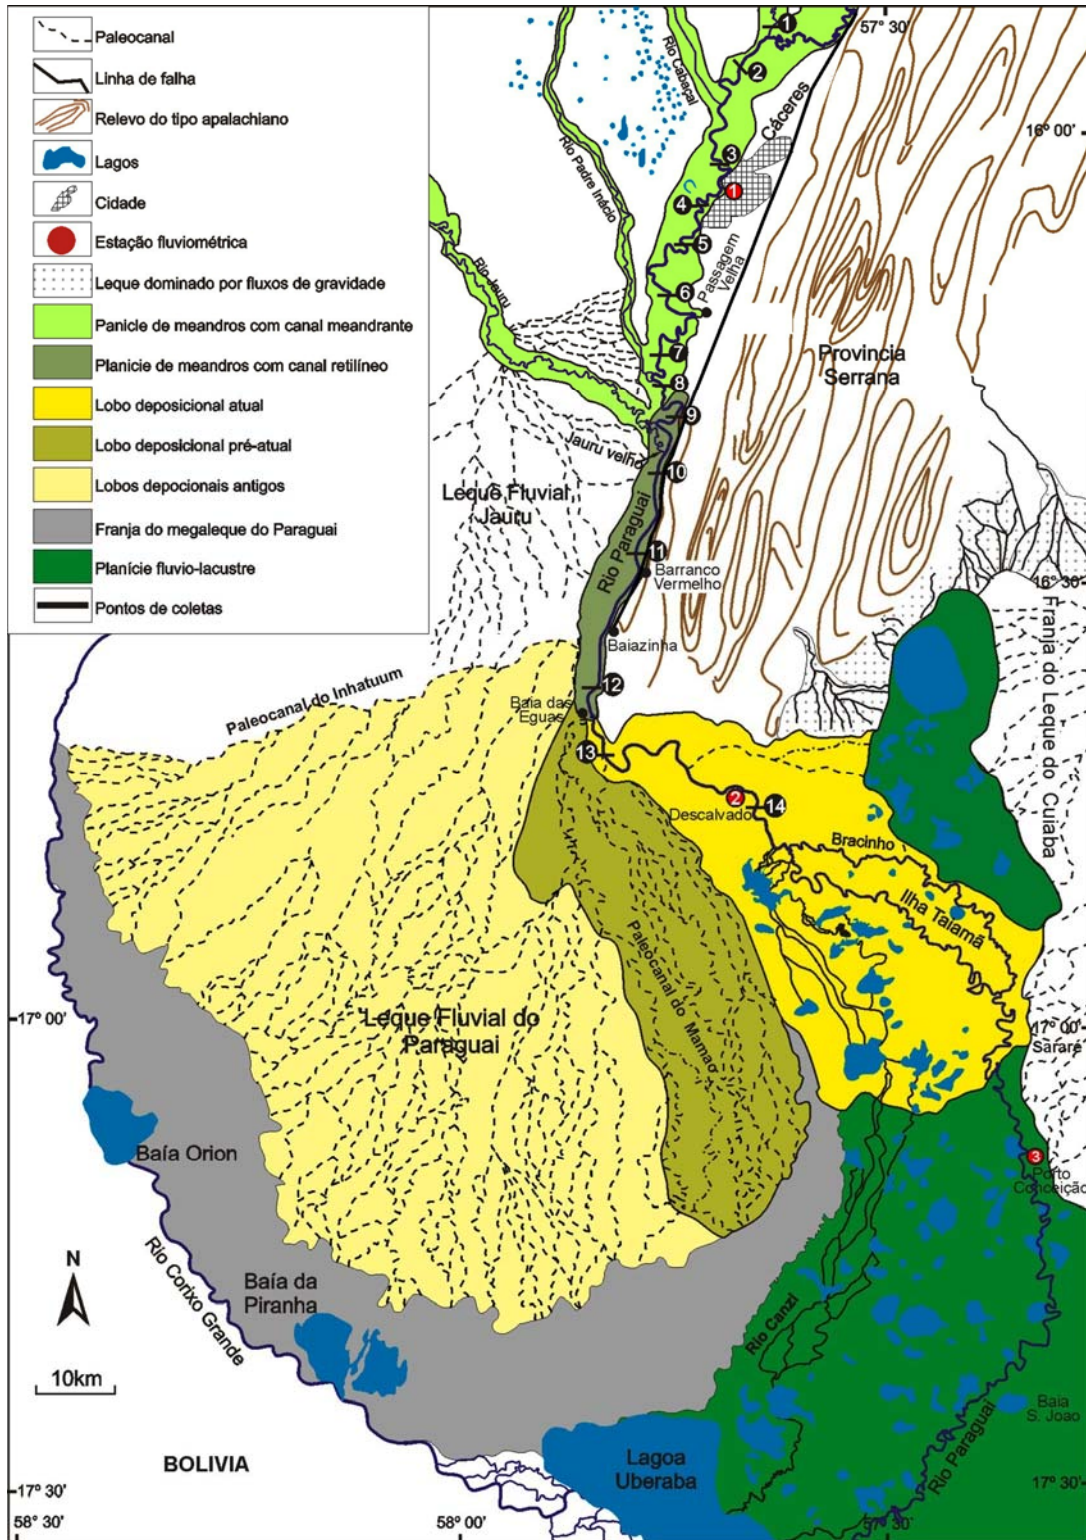 Paleocanal
Linha de falha
Relevo do tipo apalachiano
Lagos
Cidade
Estação fluviométrica
Leque dominado por fluxos de gravidade
Panicie de meandros com canal meandrante
Planicie de meandros com canal retilíneo
Lobo deposicional atual
Lobo deposicional pré-atual
Lobos depocionais antigos
Franja do megaleque do Paraguai
Planície fluvio-lacustre
Pontos de coletas
1
57° 30'
2
Rio Cabaçal
Cáceres
16° 00'
Rio Padre Inácio
3
1
4
5
Passagem
Velha
Rio Jauru
6
7
Provincia
Serrana
8
9
Jauru velho
10
Leque Fluvial
Jauru
Rio Paraguai
11
Barranco
Vermelho
16° 30'
Franja do Leque do Cuiaba
Baiazinha
Paleocanal do Inhatuum
12
Baia das
Eguas
13
2
14
Descalvado
Bracinho
Ilha Taiamã
Paleocanal do Mamao
Leque Fluvial do
Paraguai
17° 00'
17° 00'
Sararé
Baía Orion
3
Porto
Conceição
N
Rio Corixo Grande
Baía da
Piranha
Rio Canzi
10km
Baia
S. Joao
Rio Paraguai
BOLIVIA
Lagoa
Uberaba
17° 30'
17° 30'
58° 30'
58° 00'
57° 30'